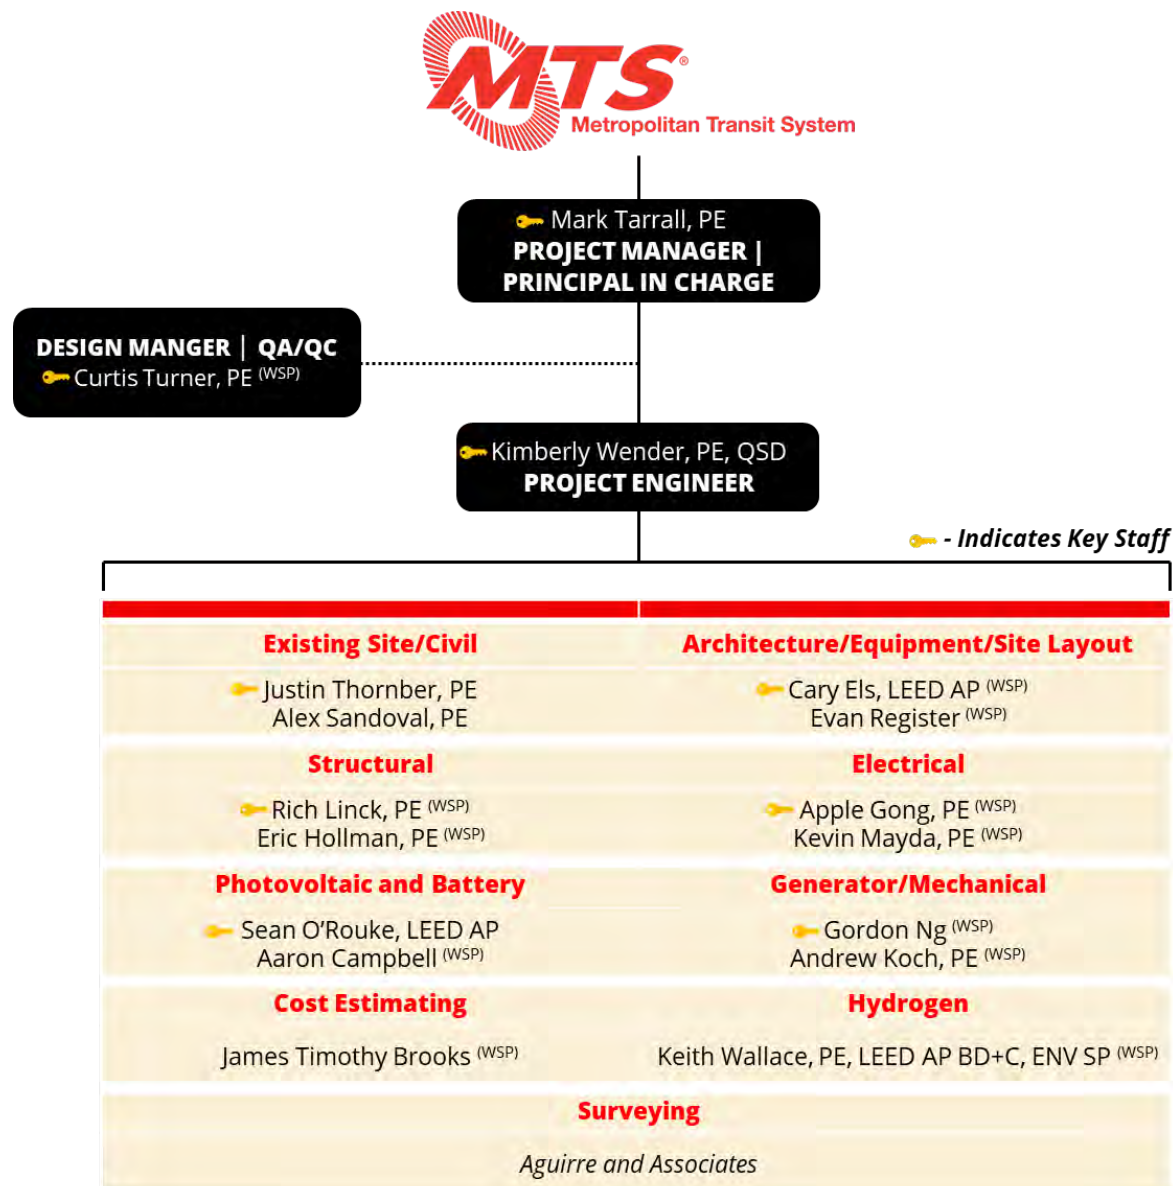 MTS®
Metropolitan Transit System
Mark Tarrall, PE
PROJECT MANAGER |
PRINCIPAL IN CHARGE
DESIGN MANGER | QA/QC
Curtis Turner, PE (WSP)
Kimberly Wender, PE, QSD
PROJECT ENGINEER
- Indicates Key Staff
Existing Site/Civil
Justin Thornber, PE
Alex Sandoval, PE
Architecture/Equipment/Site Layout
Cary Els, LEED AP (WSP)
Evan Register (WSP)
Structural
Rich Linck, PE (WSP)
Eric Hollman, PE (WSP)
Electrical
Apple Gong, PE (WSP)
Kevin Mayda, PE (WSP)
Photovoltaic and Battery
Sean O’Rouke, LEED AP
Aaron Campbell (WSP)
Generator/Mechanical
Gordon Ng (WSP)
Andrew Koch, PE (WSP)
Cost Estimating
James Timothy Brooks (WSP)
Hydrogen
Keith Wallace, PE, LEED AP BD+C, ENV SP (WSP)
Surveying
Aguirre and Associates